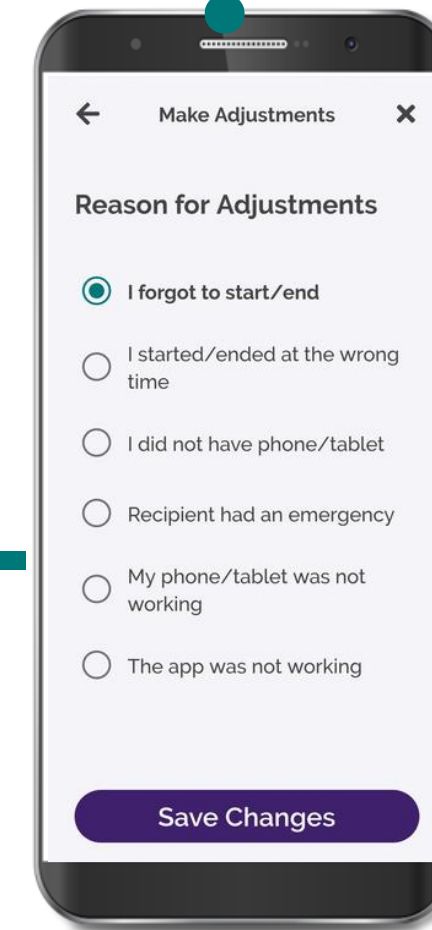 Make Adjustments
Reason for Adjustments
I forgot to start/end
I started/ended at the wrong
time
I did not have phone/tablet
Recipient had an emergency
My phone/tablet was not
working
The app was not working
Save Changes